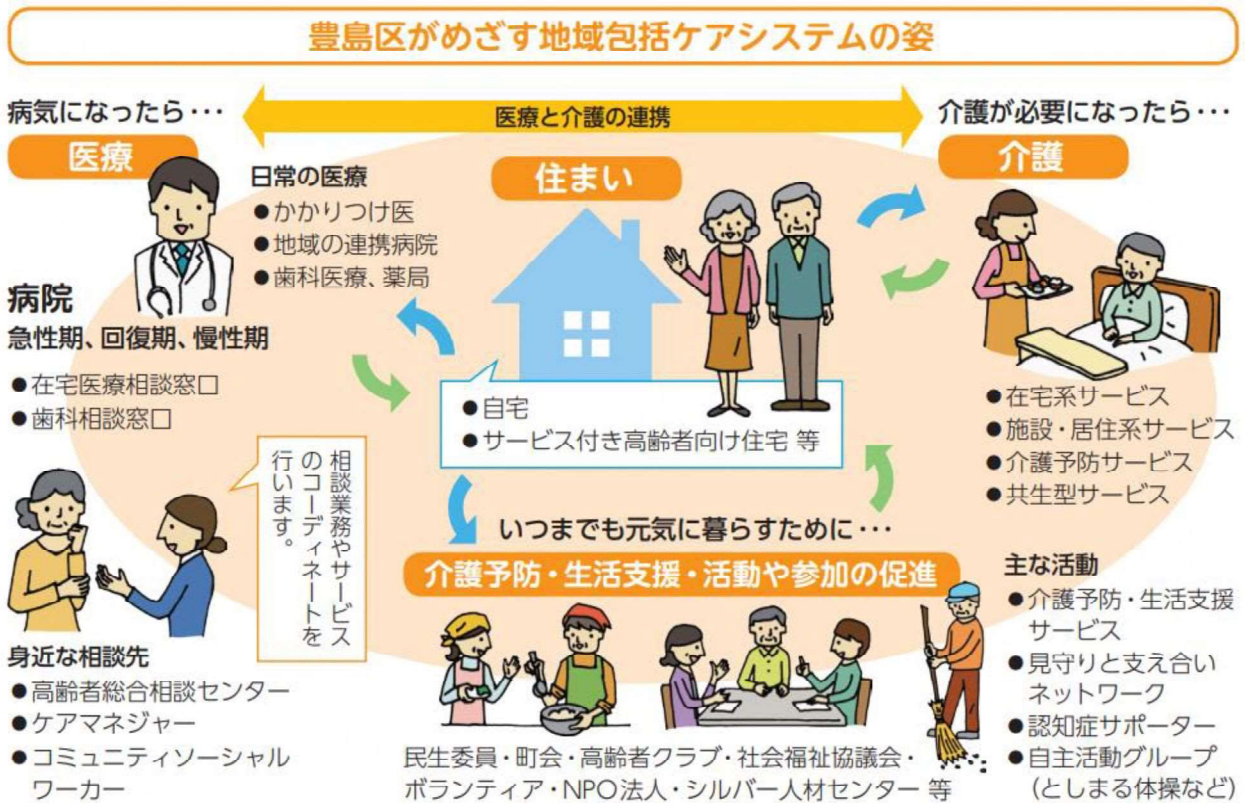 豊島区がめざす地域包括ケアシステムの姿
病気になったら・・・
医療と介護の連携
介護が必要になったら・・・
医療
住まい
介護
日常の医療
●かかりつけ医
●地域の連携病院
●歯科医療、薬局
病院
急性期、回復期、慢性期
●在宅医療相談窓口
●歯科相談窓口
●自宅
●サービス付き高齢者向け住宅 等
●在宅系サービス
●施設・居住系サービス
●介護予防サービス
●共生型サービス
相談業務やサービス
のコーディネートを
行います。
身近な相談先
●高齢者総合相談センター
●ケアマネジャー
●コミュニティソーシャル
ワーカー
いつまでも元気に暮らすために・・・
介護予防・生活支援・活動や参加の促進
民生委員・町会・高齢者クラブ・社会福祉協議会・
ボランティア・NPO法人・シルバー人材センター 等
主な活動
●介護予防・生活支援
サービス
●見守りと支え合い
ネットワーク
●認知症サポーター
●自主活動グループ
(としまる体操など)